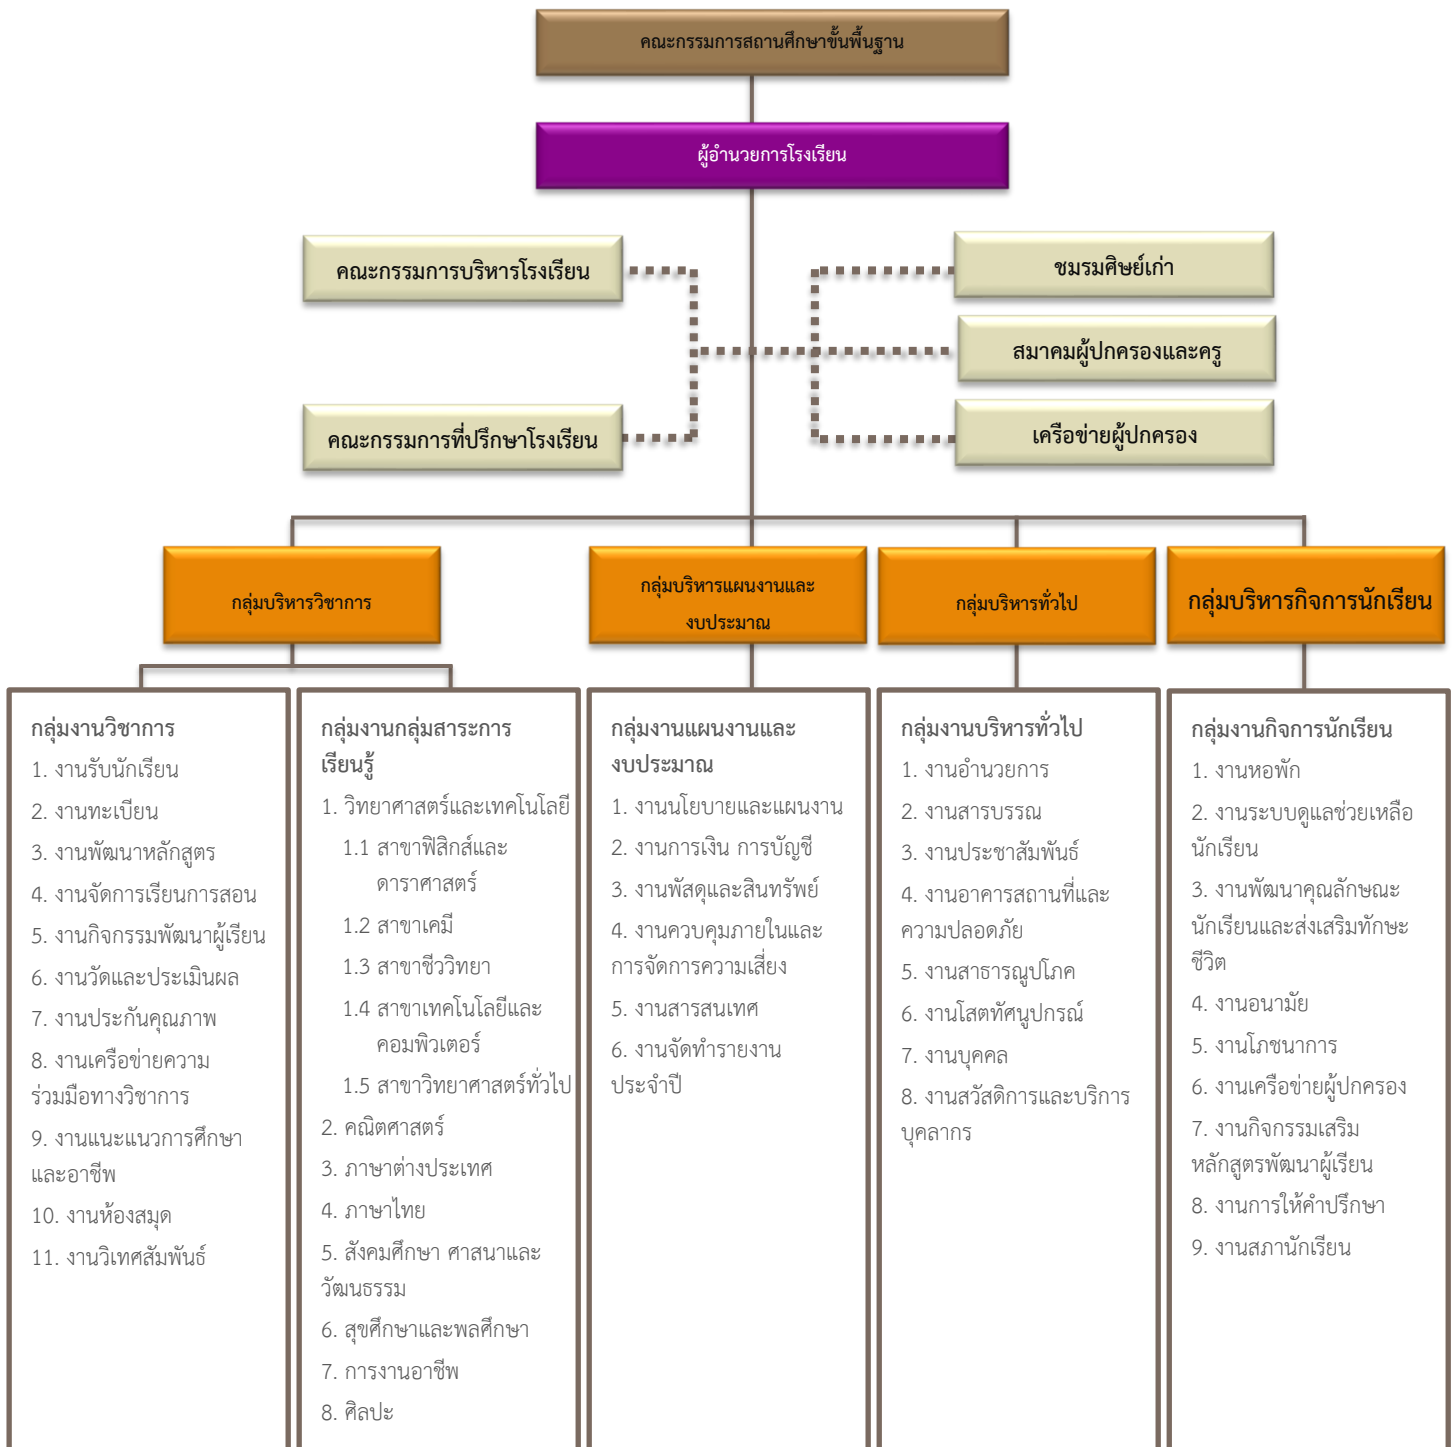 คณะกรรมการสถานศึกษาขั้นพื้นฐาน
ผู้อำนวยการโรงเรียน
คณะกรรมการบริหารโรงเรียน
ชมรมศิษย์เก่า
สมาคมผู้ปกครองและครู
คณะกรรมการที่ปรึกษาโรงเรียน
เครือข่ายผู้ปกครอง
กลุ่มบริหารวิชาการ
กลุ่มบริหารแผนงานและ
งบประมาณ
กลุ่มบริหารทั่วไป
กลุ่มบริหารกิจการนักเรียน
กลุ่มงานวิชาการ
1. งานรับนักเรียน
2. งานทะเบียน
3. งานพัฒนาหลักสูตร
4. งานจัดการเรียนการสอน
5. งานกิจกรรมพัฒนาผู้เรียน
6. งานวัดและประเมินผล
7. งานประกันคุณภาพ
8. งานเครือข่ายความ
ร่วมมือทางวิชาการ
9. งานแนะแนวการศึกษา
และอาชีพ
10. งานห้องสมุด
11. งานวิเทศสัมพันธ์
กลุ่มงานกลุ่มสาระการ
เรียนรู้
1. วิทยาศาสตร์และเทคโนโลยี
1.1 สาขาฟิสิกส์และ
ดาราศาสตร์
1.2 สาขาเคมี
1.3 สาขาชีววิทยา
1.4 สาขาเทคโนโลยีและ
คอมพิวเตอร์
1.5 สาขาวิทยาศาสตร์ทั่วไป
2. คณิตศาสตร์
3. ภาษาต่างประเทศ
4. ภาษาไทย
5. สังคมศึกษา ศาสนาและ
วัฒนธรรม
6. สุขศึกษาและพลศึกษา
7. การงานอาชีพ
8. ศิลปะ
กลุ่มงานแผนงานและ
งบประมาณ
1. งานนโยบายและแผนงาน
2. งานการเงิน การบัญชี
3. งานพัสดุและสินทรัพย์
4. งานควบคุมภายในและ
การจัดการความเสี่ยง
5. งานสารสนเทศ
6. งานจัดทำรายงาน
ประจำปี
กลุ่มงานบริหารทั่วไป
1. งานอำนวยการ
2. งานสารบรรณ
3. งานประชาสัมพันธ์
4. งานอาคารสถานที่และ
ความปลอดภัย
5. งานสาธารณูปโภค
6. งานโสตทัศนูปกรณ์
7. งานบุคคล
8. งานสวัสดิการและบริการ
บุคลากร
กลุ่มงานกิจการนักเรียน
1. งานหอพัก
2. งานระบบดูแลช่วยเหลือ
นักเรียน
3. งานพัฒนาคุณลักษณะ
นักเรียนและส่งเสริมทักษะ
ชีวิต
4. งานอนามัย
5. งานโภชนาการ
6. งานเครือข่ายผู้ปกครอง
7. งานกิจกรรมเสริม
หลักสูตรพัฒนาผู้เรียน
8. งานการให้คำปรึกษา
9. งานสภานักเรียน